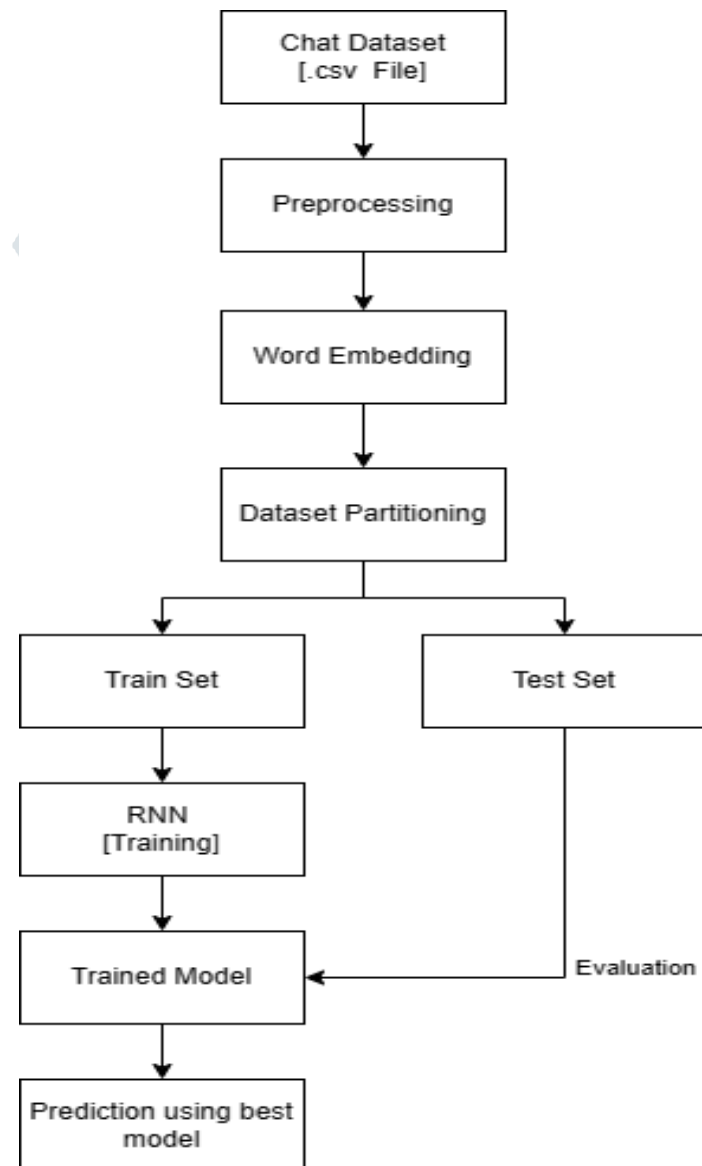 Chat Dataset
[.csv File]
Preprocessing
Word Embedding
Dataset Partitioning
Train Set
Test Set
RNN
[Training]
Trained Model
Evaluation
Prediction using best
model